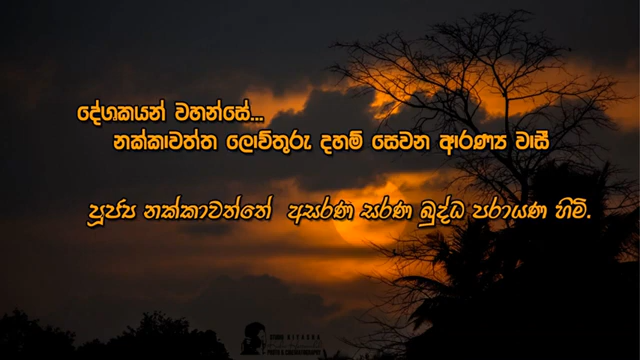 දේශකයන් වහන්සේ...
නක්කාවත්ත ලොව්තුරු දහම් සෙවන ආරණ්‍ය වාසී
පූජ්‍ය නක්කාවත්තේ අසරණ සරණ බුද්ධ පරායණ හිමි.